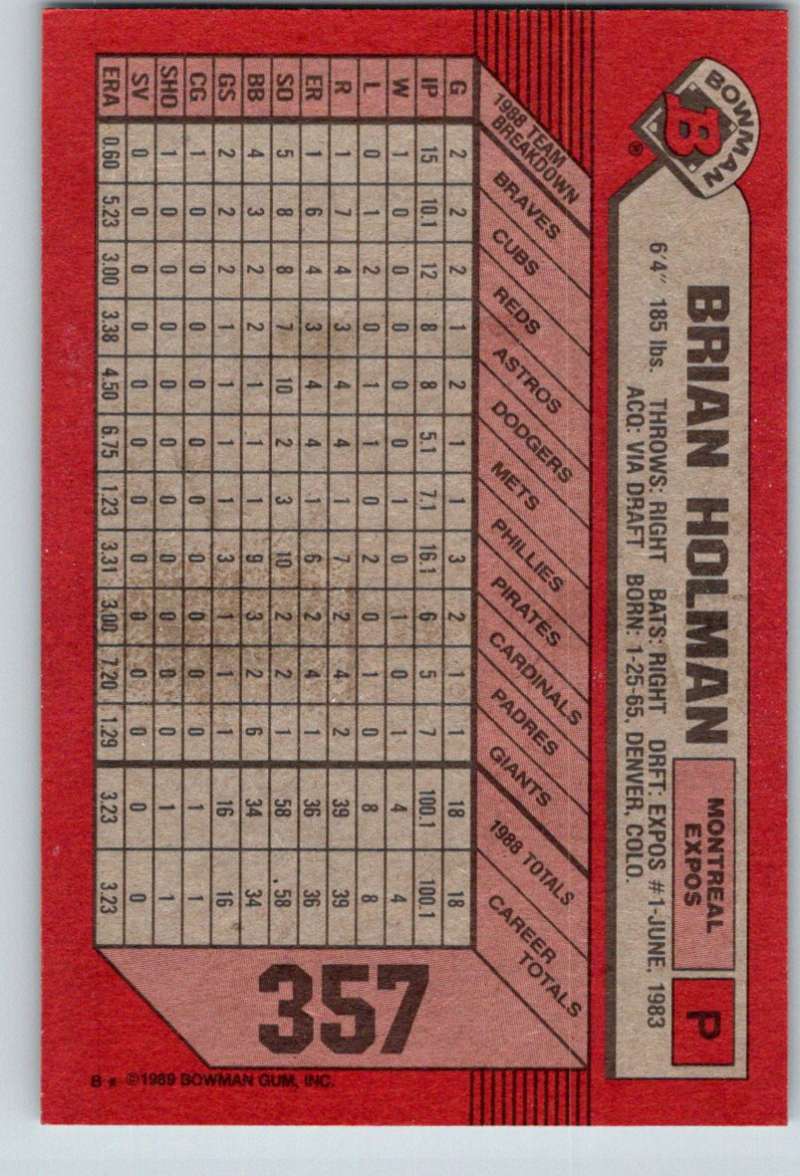 BOWMAN
B
®
BRIAN HOLMAN
MONTREAL
EXPOS
P
6'4" 185 lbs. THROWS: RIGHT BATS: RIGHT DRFT: EXPOS #1-JUNE, 1983
ACQ: VIA DRAFT BORN: 1-25-65, DENVER, COLO.
1988 TEAM
BREAKDOWN
BRAVES
CUBS
REDS
ASTROS
DODGERS
METS
PHILLIES
PIRATES
CARDINALS
PADRES
GIANTS
1988 TOTALS
CAREER
TOTALS
G 2 2 2 1 2 1 1 3 2 1 1 18 18
IP 15 10.1 12 8 8 5.1 7.1 16.1 6 5 7 100.1 100.1
W 1 0 0 0 0 0 1 0 1 0 1 4 4
L 0 1 2 0 1 1 0 2 0 1 0 8 8
R 1 7 4 3 4 4 1 7 2 4 2 39 39
ER 1 6 4 3 4 4 1 6 2 4 1 36 36
SO 5 8 8 7 10 2 3 10 2 2 1 58 58
BB 4 3 2 2 1 1 1 9 3 2 6 34 34
GS 2 2 2 1 1 1 1 3 1 1 1 16 16
CG 1 0 0 0 0 0 0 0 0 0 0 1 1
SHO 1 0 0 0 0 0 0 0 0 0 0 1 1
SV 0 0 0 0 0 0 0 0 0 0 0 0 0
ERA 0.60 5.23 3.00 3.38 4.50 6.75 1.23 3.31 3.00 7.20 1.29 3.23 3.23
357
B * ©1989 BOWMAN GUM, INC.